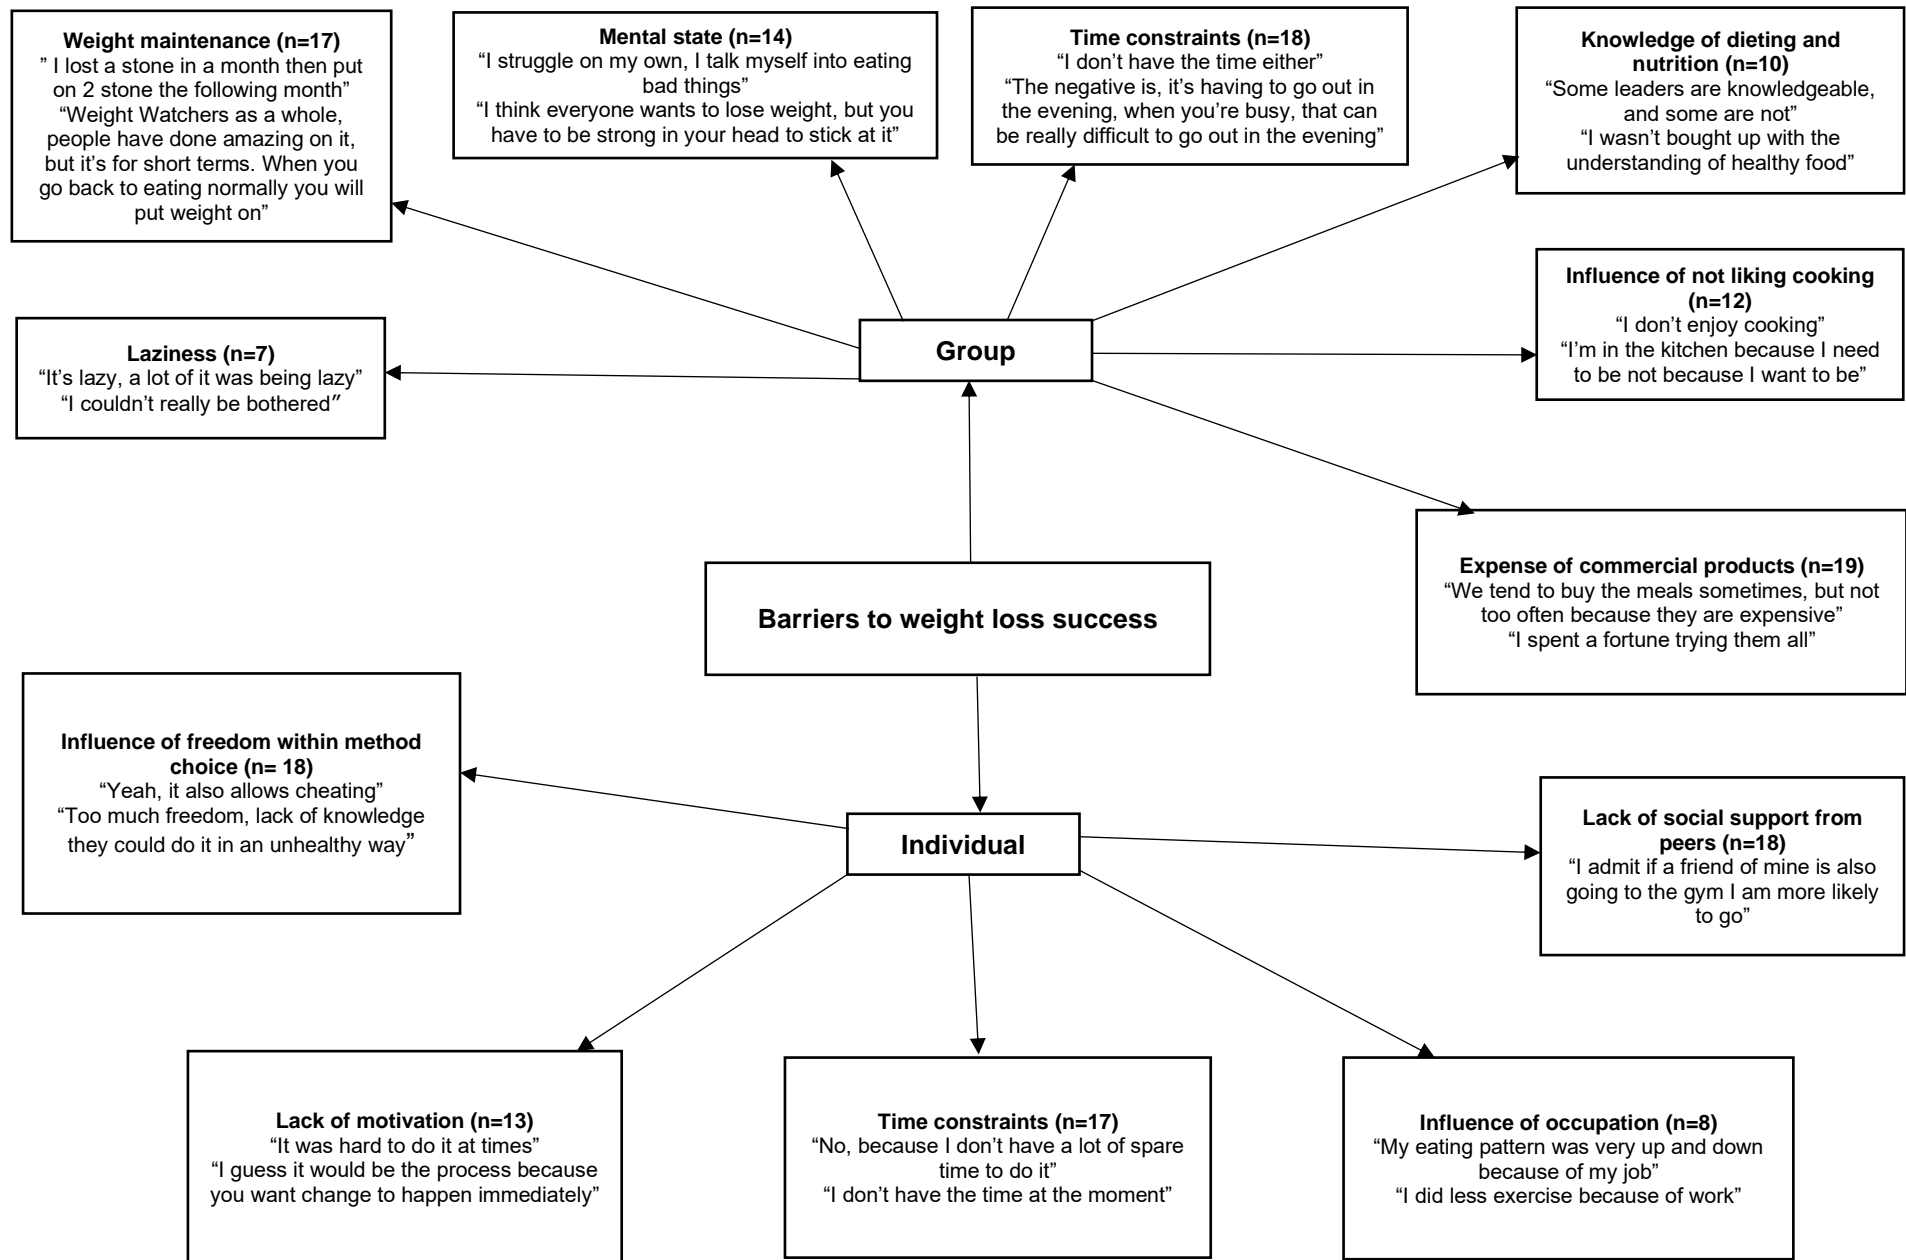 Weight maintenance (n=17)
” I lost a stone in a month then put
on 2 stone the following month”
“Weight Watchers as a whole,
people have done amazing on it,
but it’s for short terms. When you
go back to eating normally you will
put weight on”
Mental state (n=14)
“I struggle on my own, I talk myself into eating
bad things”
“I think everyone wants to lose weight, but you
have to be strong in your head to stick at it”
Time constraints (n=18)
“I don’t have the time either”
“The negative is, it’s having to go out in
the evening, when you’re busy, that can
be really difficult to go out in the evening”
Knowledge of dieting and
nutrition (n=10)
“Some leaders are knowledgeable,
and some are not”
“I wasn’t bought up with the
understanding of healthy food”
Influence of not liking cooking
(n=12)
“I don’t enjoy cooking”
“I’m in the kitchen because I need
to be not because I want to be”
Laziness (n=7)
“It’s lazy, a lot of it was being lazy”
“I couldn’t really be bothered”
Group
Expense of commercial products (n=19)
“We tend to buy the meals sometimes, but not
too often because they are expensive”
“I spent a fortune trying them all”
Barriers to weight loss success
Influence of freedom within method
choice (n= 18)
“Yeah, it also allows cheating”
“Too much freedom, lack of knowledge
they could do it in an unhealthy way”
Individual
Lack of social support from
peers (n=18)
“I admit if a friend of mine is also
going to the gym I am more likely
to go”
Lack of motivation (n=13)
“It was hard to do it at times”
“I guess it would be the process because
you want change to happen immediately”
Time constraints (n=17)
“No, because I don’t have a lot of spare
time to do it”
“I don’t have the time at the moment”
Influence of occupation (n=8)
“My eating pattern was very up and down
because of my job”
“I did less exercise because of work”